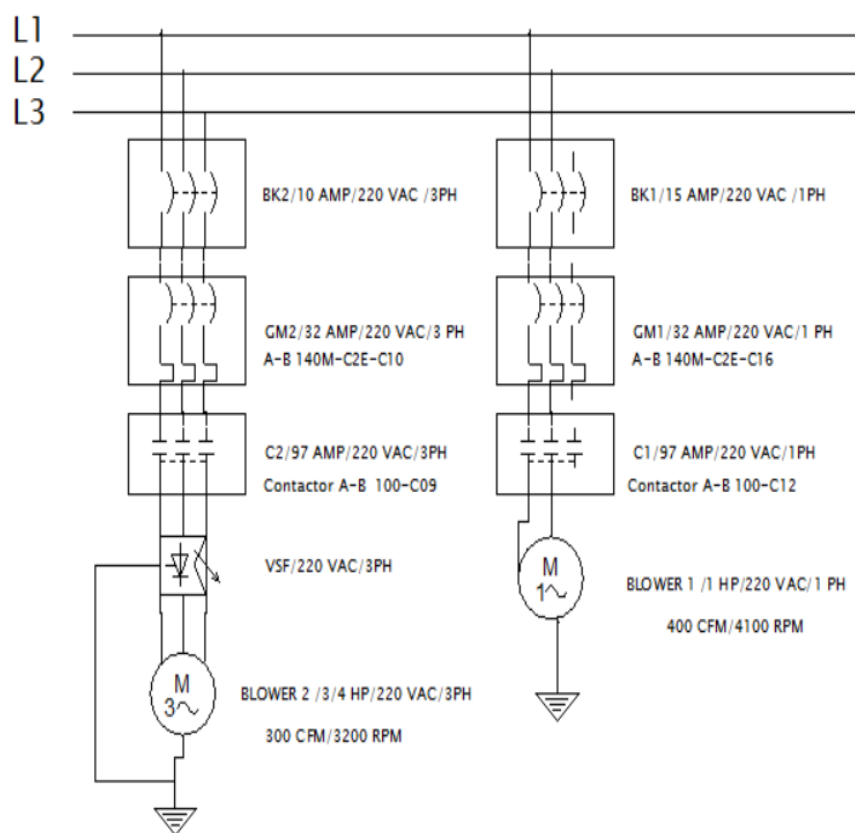 L1
L2
L3
BK2/10 AMP/220 VAC /3PH
BK1/15 AMP/220 VAC /1PH
GM2/32 AMP/220 VAC/3 PH
A-B 140M-C2E-C10
GM1/32 AMP/220 VAC/1 PH
A-B 140M-C2E-C16
C2/97 AMP/220 VAC/3PH
Contactor A-B 100-C09
C1/97 AMP/220 VAC/1PH
Contactor A-B 100-C12
VSF/220 VAC/3PH
M
1
BLOWER 1 /1 HP/220 VAC/1 PH
400 CFM/4100 RPM
M
3
BLOWER 2 /3/4 HP/220 VAC/3PH
300 CFM/3200 RPM